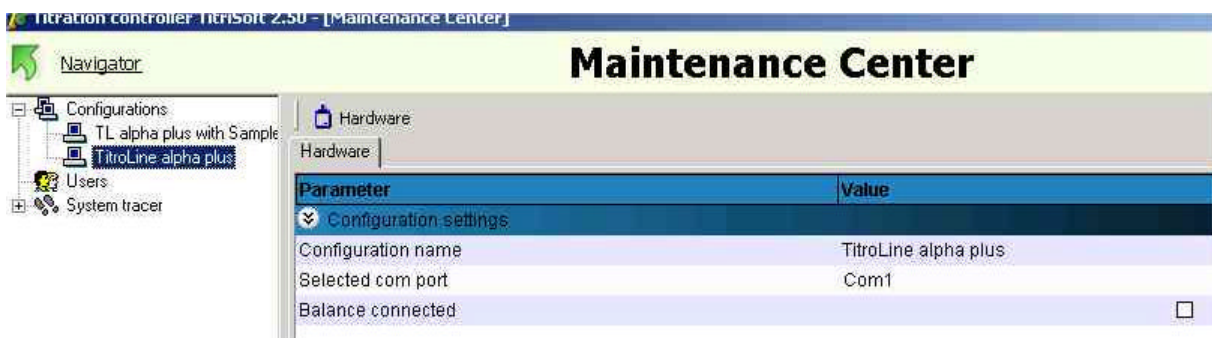 Titration controller TitriSoft 2.50 - [Maintenance Center]
Navigator
Maintenance Center
Configurations
TL alpha plus with Sample
TitroLine alpha plus
Users
System tracer
Hardware
Hardware
Parameter Value
Configuration settings
Configuration name TitroLine alpha plus
Selected com port Com1
Balance connected